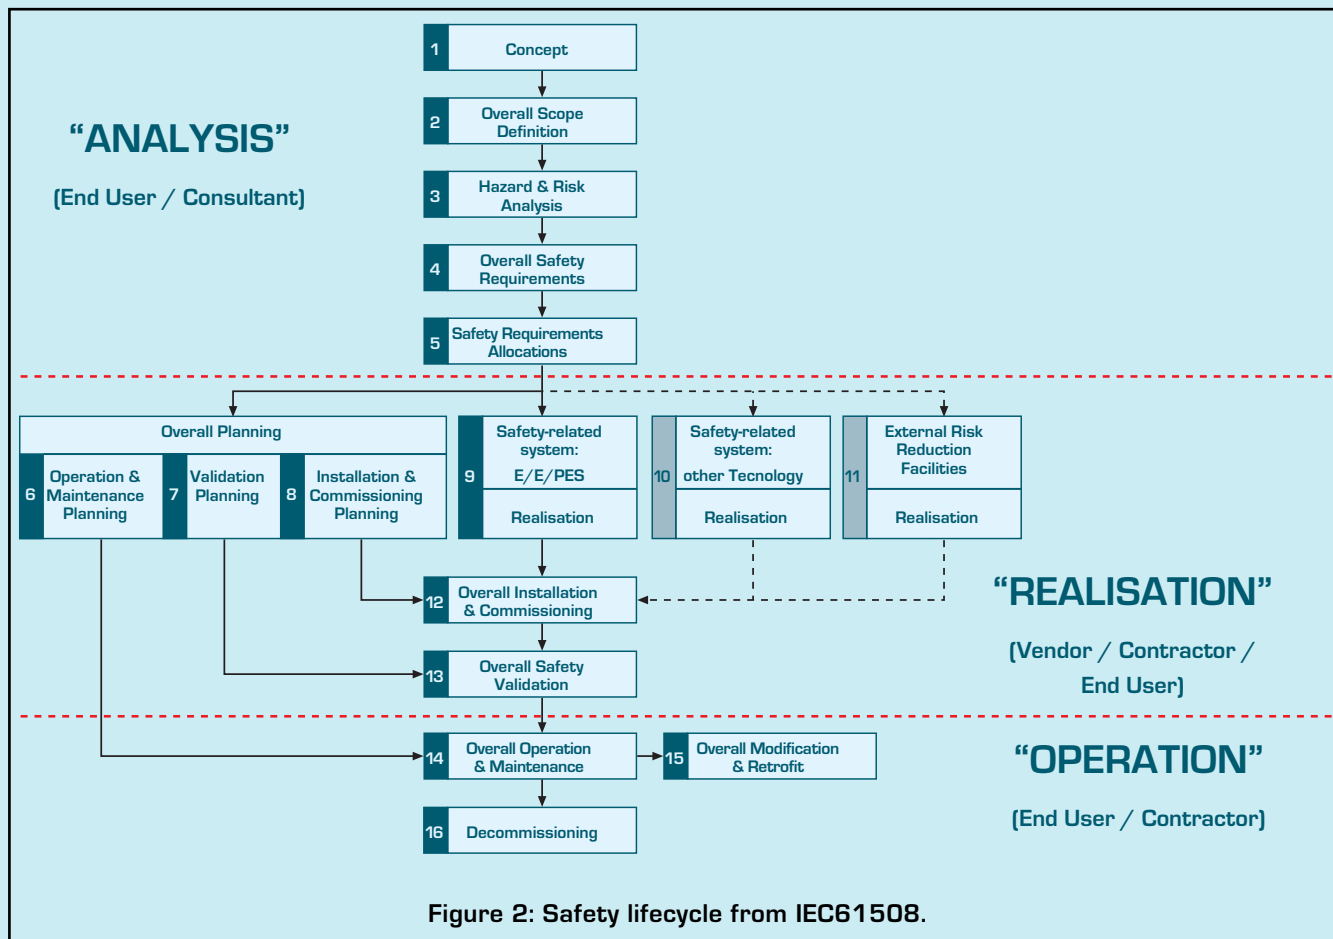 1
Concept
2
Overall Scope
Definition
“ANALYSIS”
(End User / Consultant)
3
Hazard & Risk
Analysis
4
Overall Safety
Requirements
5
Safety Requirements
Allocations
Overall Planning
6
Operation &
Maintenance
Planning
7
Validation
Planning
8
Installation &
Commissioning
Planning
9
Safety-related
system:
E/E/PES
Realisation
10
Safety-related
system:
other Tecnology
Realisation
11
External Risk
Reduction
Facilities
Realisation
12
Overall Installation
& Commissioning
“REALISATION”
(Vendor / Contractor /
End User)
13
Overall Safety
Validation
14
Overall Operation
& Maintenance
15
Overall Modification
& Retrofit
“OPERATION”
(End User / Contractor)
16
Decommissioning
Figure 2: Safety lifecycle from IEC61508.